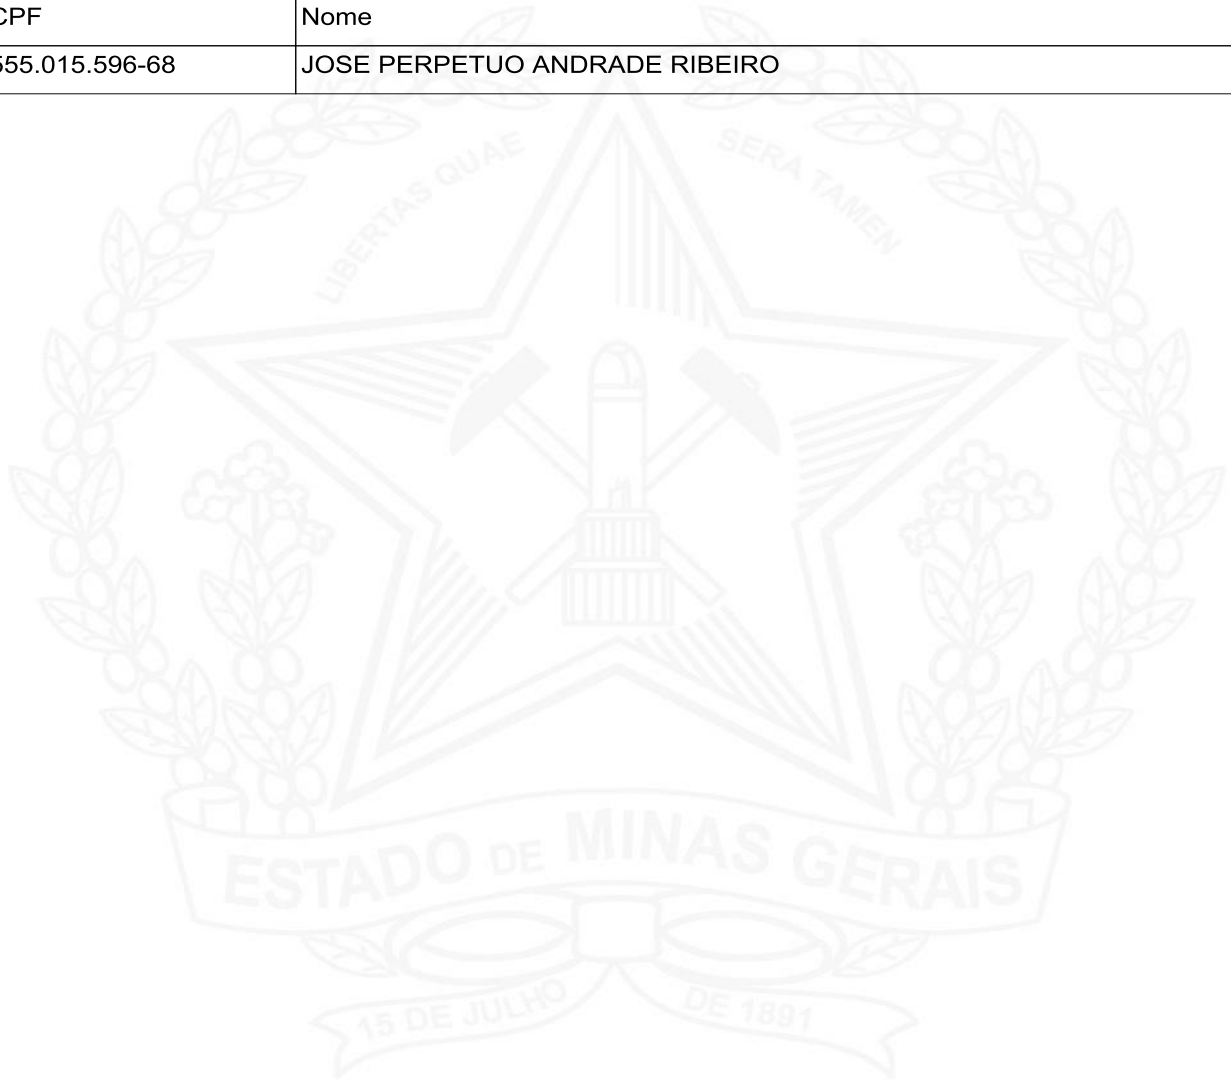 CPF Nome
555.015.596-68 JOSE PERPETUO ANDRADE RIBEIRO
LIBERTAS QUAE SERA TAMEN
ESTADO DE MINAS GERAIS
15 DE JULHO DE 1891